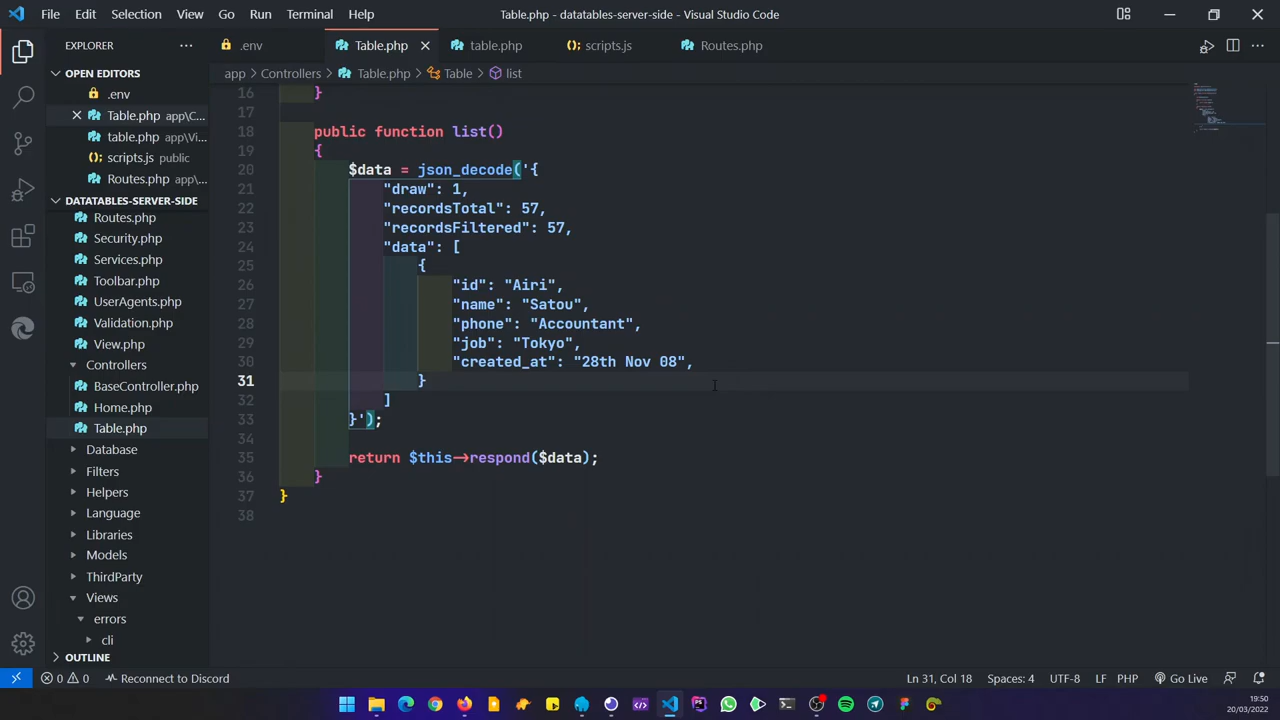 File Edit Selection View Go Run Terminal Help
Table.php - datatables-server-side - Visual Studio Code
EXPLORER
.env
Table.php
table.php
scripts.js
Routes.php
OPEN EDITORS
.env
Table.php app\C...
table.php app\Vi...
scripts.js public
Routes.php app\...
DATATABLES-SERVER-SIDE
Routes.php
Security.php
Services.php
Toolbar.php
UserAgents.php
Validation.php
View.php
Controllers
BaseController.php
Home.php
Table.php
Database
Filters
Helpers
Language
Libraries
Models
ThirdParty
Views
errors
cli
OUTLINE
app > Controllers > Table.php > Table > list
16 }
17
18 public function list()
19 {
20 $data = json_decode('{
21 "draw": 1,
22 "recordsTotal": 57,
23 "recordsFiltered": 57,
24 "data": [
25 {
26 "id": "Airi",
27 "name": "Satou",
28 "phone": "Accountant",
29 "job": "Tokyo",
30 "created_at": "28th Nov 08",
31 }
32 ]
33 }');
34
35 return $this->respond($data);
36 }
37 }
38
0 0 Reconnect to Discord
Ln 31, Col 18 Spaces: 4 UTF-8 LF PHP Go Live
19:50
20/03/2022